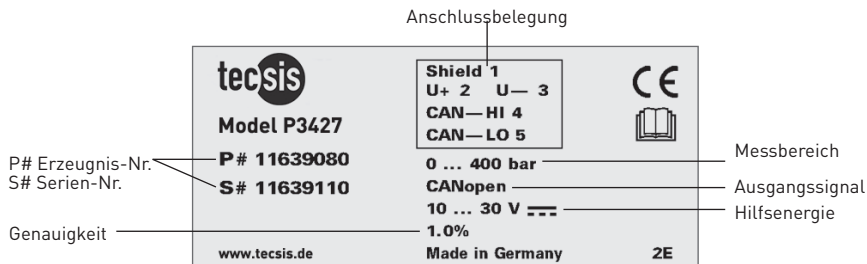 Anschlussbelegung
tecsis
Model P3427
P# 11639080
S# 11639110
www.tecsis.de
Shield 1
U+ 2 U— 3
CAN—HI 4
CAN—LO 5
0 ... 400 bar
CANopen
10 ... 30 V
1.0%
Made in Germany
2E
CE
P# Erzeugnis-Nr.
S# Serien-Nr.
Genauigkeit
Messbereich
Ausgangssignal
Hilfsenergie